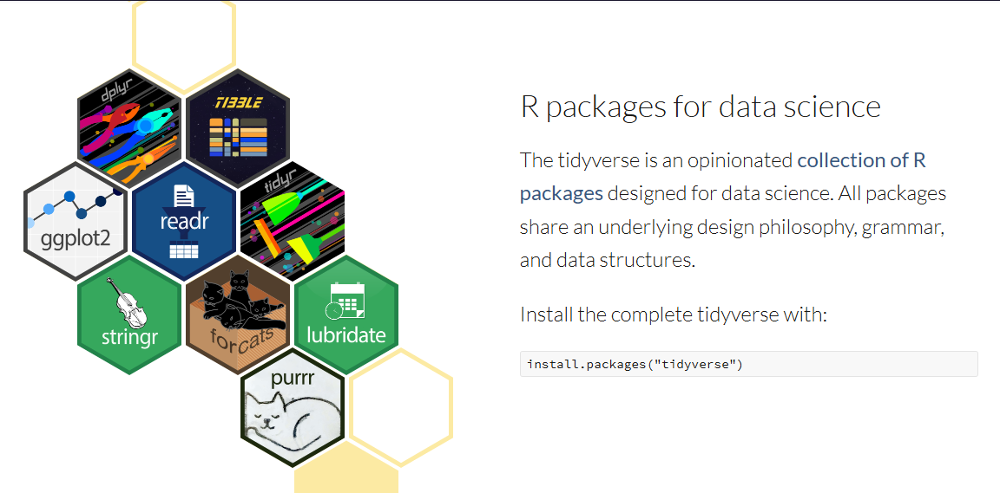 dplyr
TIBBLE
ggplot2
readr
tidyr
stringr
forcats
lubridate
purrr
R packages for data science
The tidyverse is an opinionated collection of R
packages designed for data science. All packages
share an underlying design philosophy, grammar,
and data structures.
Install the complete tidyverse with:
install.packages("tidyverse")